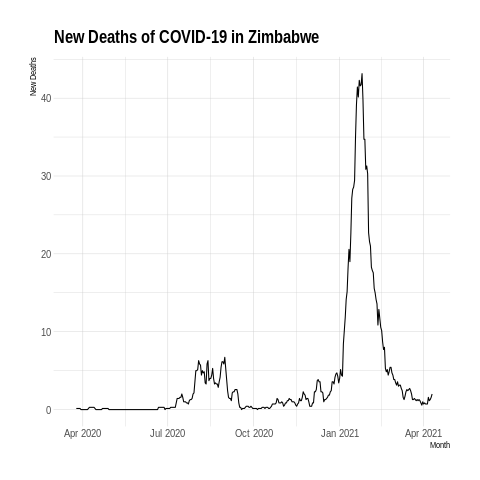 New Deaths of COVID-19 in Zimbabwe
New Deaths
40
30
20
10
0
Apr 2020 Jul 2020 Oct 2020 Jan 2021 Apr 2021
Month